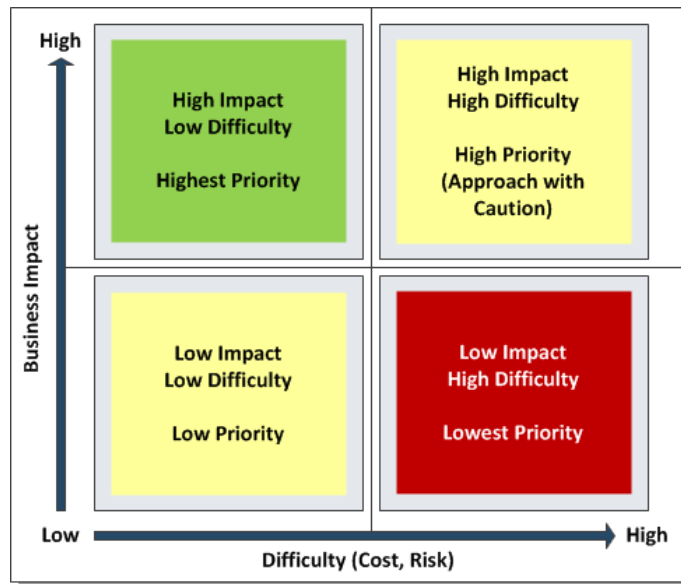 High
Business Impact
High Impact
Low Difficulty
Highest Priority
High Impact
High Difficulty
High Priority
(Approach with
Caution)
Low Impact
Low Difficulty
Low Priority
Low Impact
High Difficulty
Lowest Priority
Low
High
Difficulty (Cost, Risk)